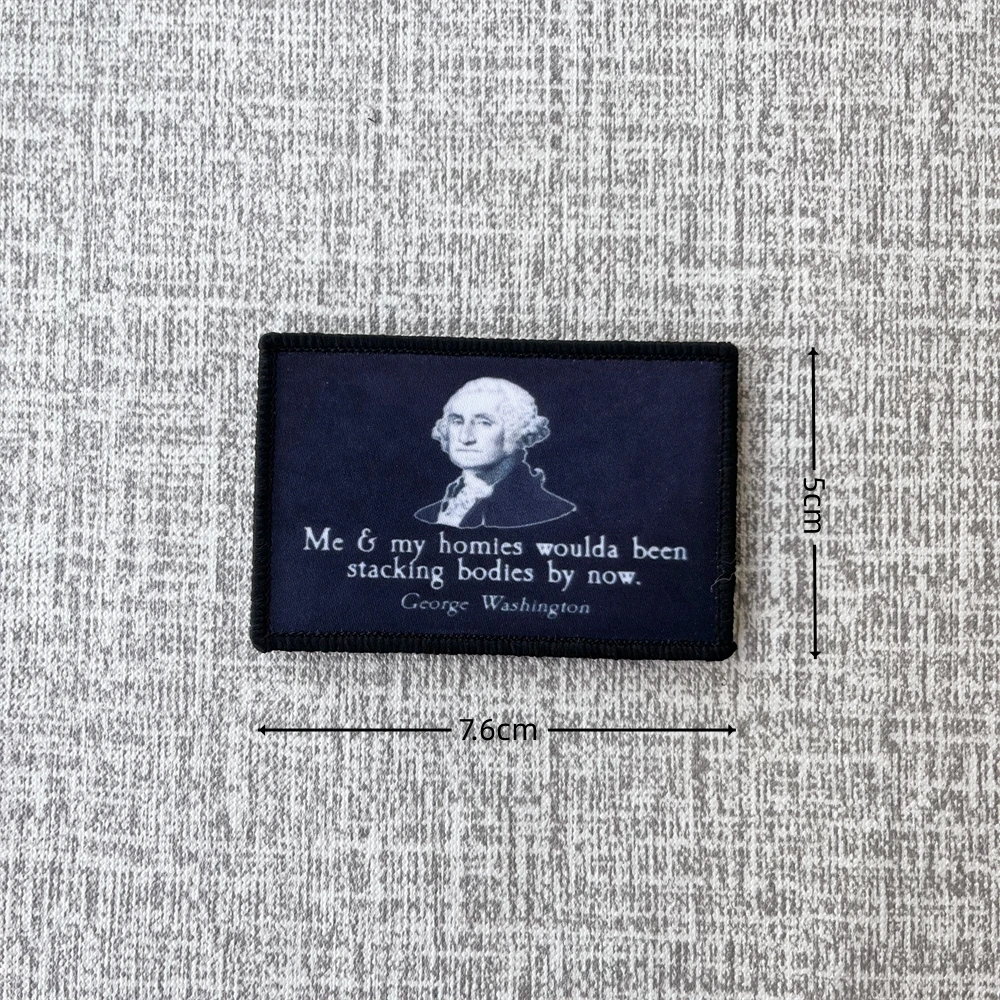 Me & my homies woulda been
stacking bodies by now.
George Washington
5cm
7.6cm